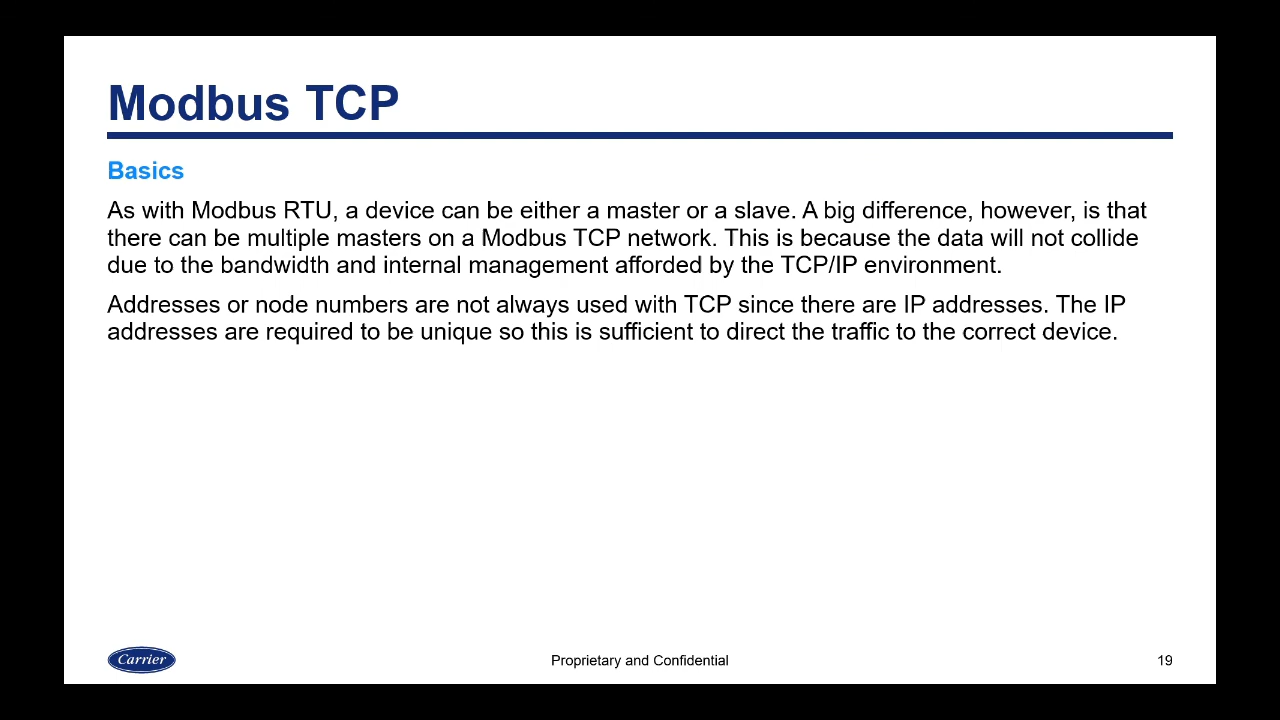 Modbus TCP
Basics
As with Modbus RTU, a device can be either a master or a slave. A big difference, however, is that
there can be multiple masters on a Modbus TCP network. This is because the data will not collide
due to the bandwidth and internal management afforded by the TCP/IP environment.
Addresses or node numbers are not always used with TCP since there are IP addresses. The IP
addresses are required to be unique so this is sufficient to direct the traffic to the correct device.
Carrier
Proprietary and Confidential
19